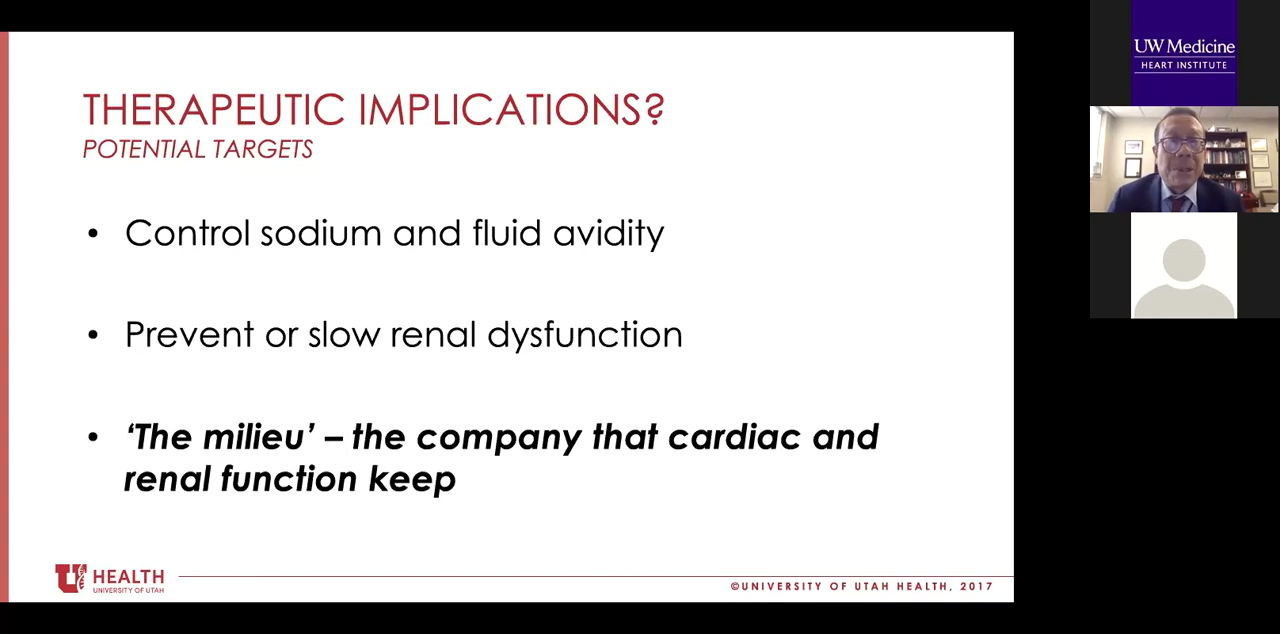 THERAPEUTIC IMPLICATIONS?
POTENTIAL TARGETS
• Control sodium and fluid avidity
• Prevent or slow renal dysfunction
• ‘The milieu’ – the company that cardiac and
renal function keep
U HEALTH
UNIVERSITY OF UTAH
©UNIVERSITY OF UTAH HEALTH, 2017
UW Medicine
HEART INSTITUTE